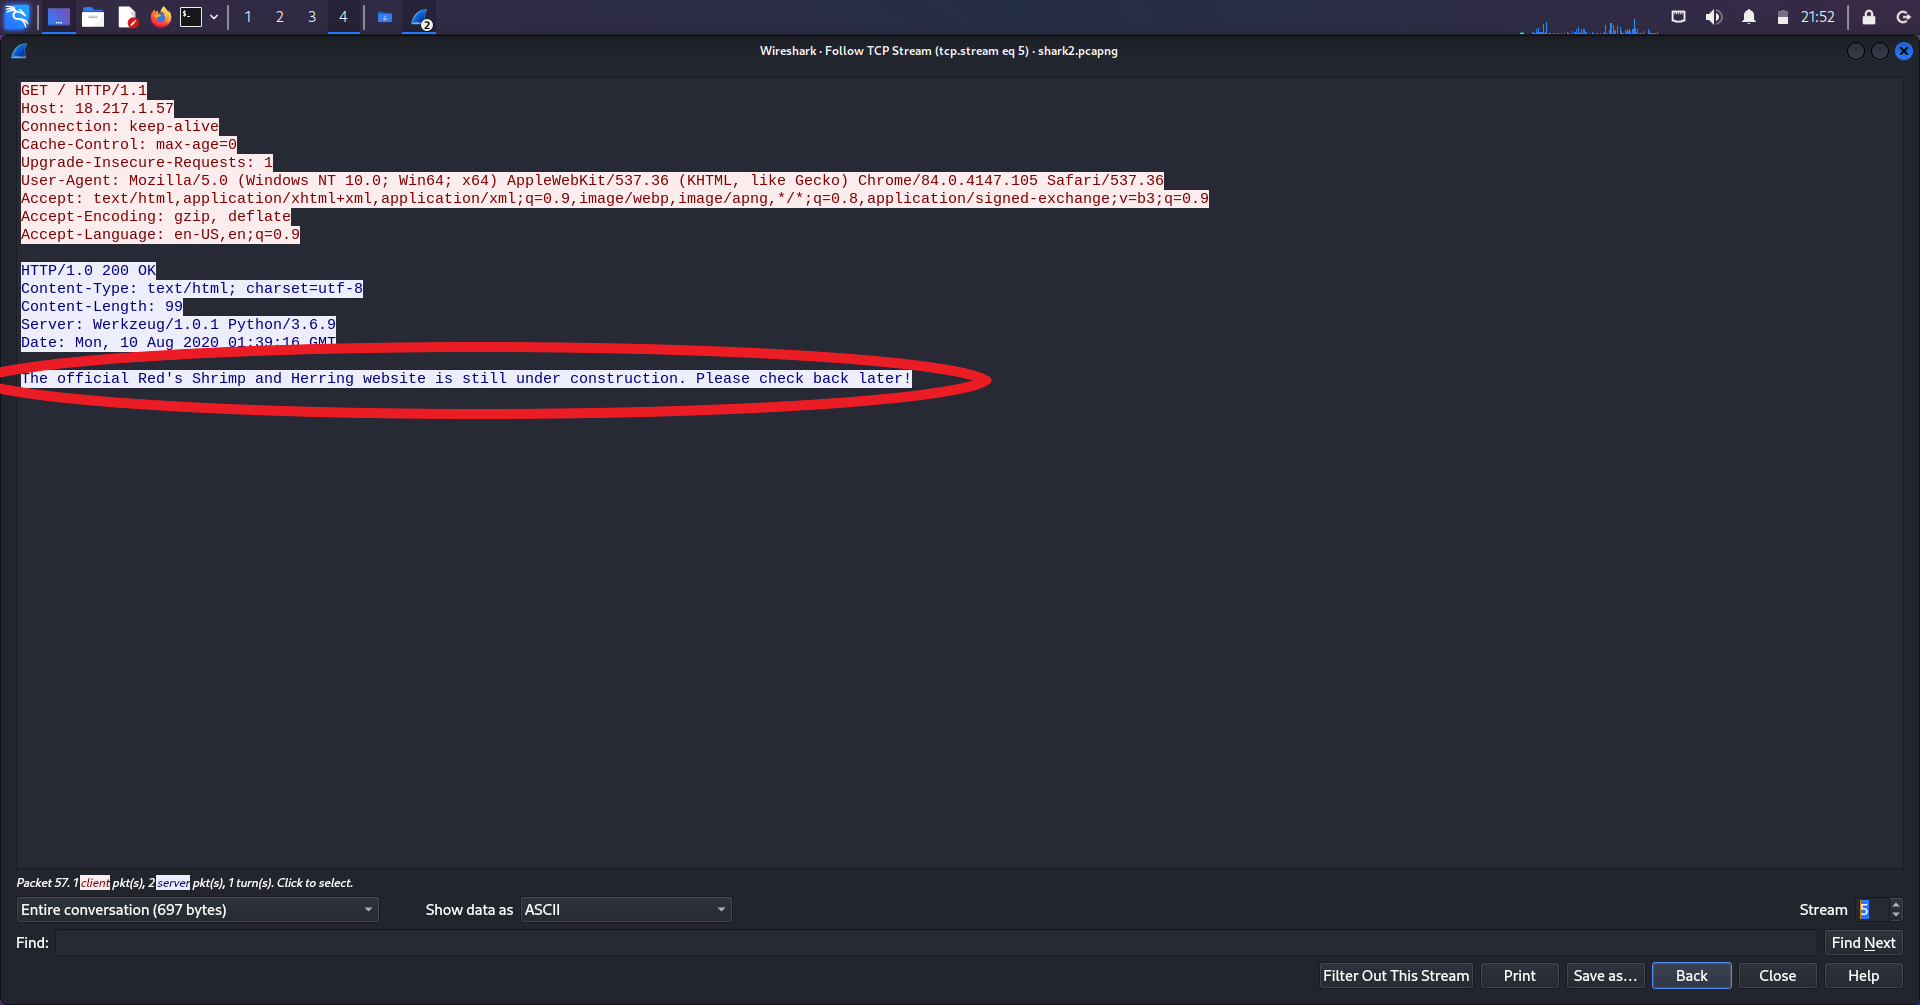 1 2 3 4 2 21:52
Wireshark · Follow TCP Stream (tcp.stream eq 5) · shark2.pcapng
GET / HTTP/1.1
Host: 18.217.1.57
Connection: keep-alive
Cache-Control: max-age=0
Upgrade-Insecure-Requests: 1
User-Agent: Mozilla/5.0 (Windows NT 10.0; Win64; x64) AppleWebKit/537.36 (KHTML, like Gecko) Chrome/84.0.4147.105 Safari/537.36
Accept: text/html,application/xhtml+xml,application/xml;q=0.9,image/webp,image/apng,*/*;q=0.8,application/signed-exchange;v=b3;q=0.9
Accept-Encoding: gzip, deflate
Accept-Language: en-US,en;q=0.9
HTTP/1.0 200 OK
Content-Type: text/html; charset=utf-8
Content-Length: 99
Server: Werkzeug/1.0.1 Python/3.6.9
Date: Mon, 10 Aug 2020 01:39:16 GMT
The official Red's Shrimp and Herring website is still under construction. Please check back later!
Packet 57. 1 client pkt(s), 2 server pkt(s), 1 turn(s). Click to select.
Entire conversation (697 bytes) Show data as ASCII Stream 5
Find: Find Next
Filter Out This Stream Print Save as... Back Close Help